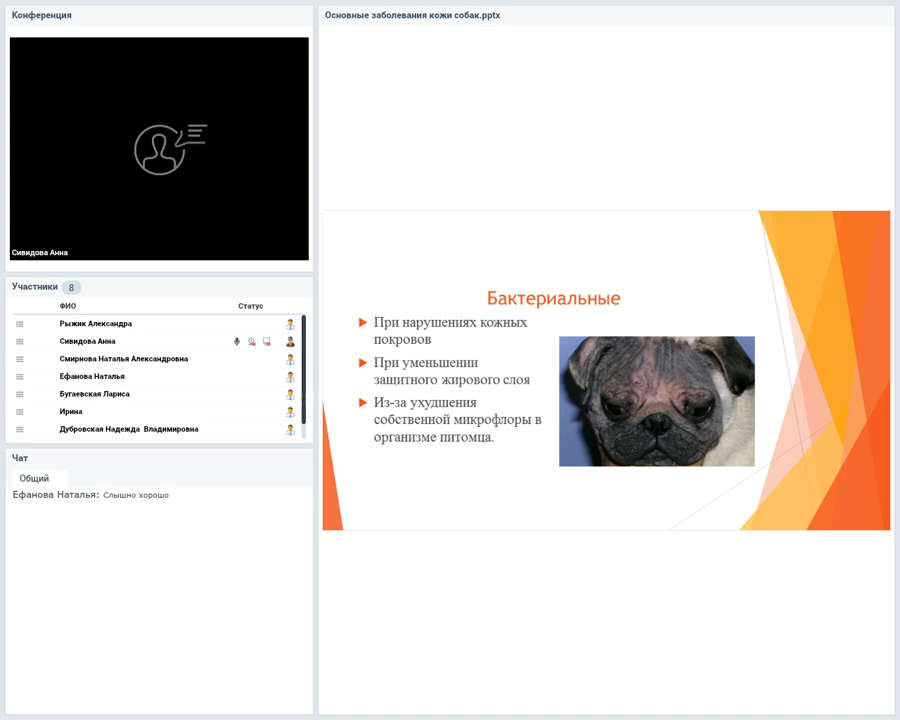 Конференция
Сивидова Анна
Участники 8
ФИО Статус
Рыжик Александра
Сивидова Анна
Смирнова Наталья Александровна
Ефанова Наталья
Бугаевская Лариса
Ирина
Дубровская Надежда Владимировна
Чат
Общий
Ефанова Наталья: Слышно хорошо
Основные заболевания кожи собак.pptx
Бактериальные
При нарушениях кожных
покровов
При уменьшении
защитного жирового слоя
Из-за ухудшения
собственной микрофлоры в
организме питомца.